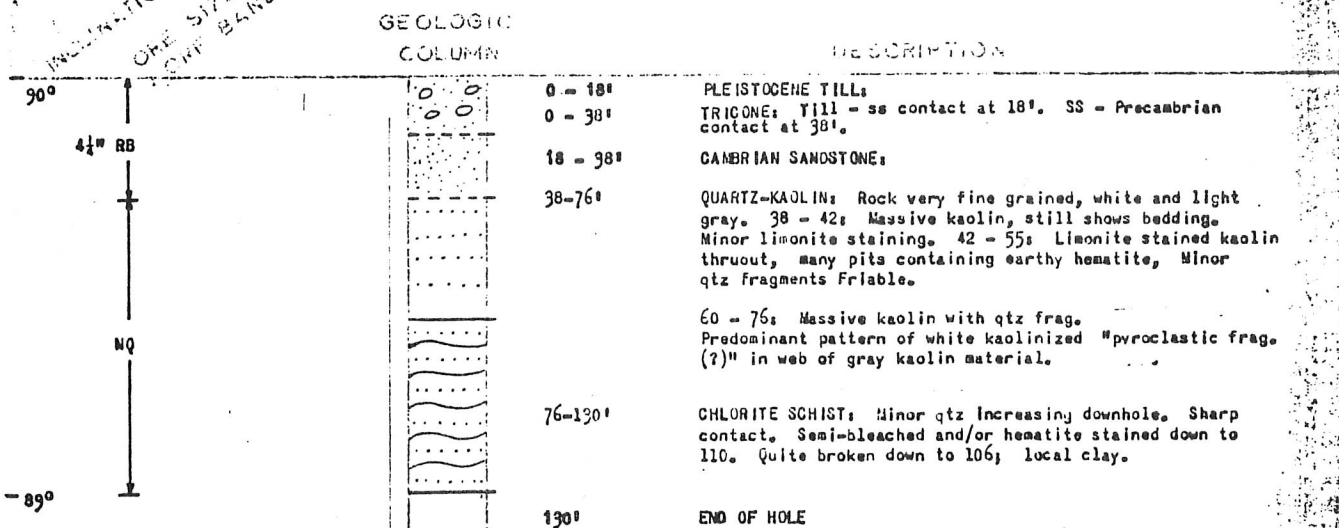 GEOLOGIC
COLUMN
DESCRIPTION
90°
4¼" RB
NQ
-89°
0 - 18' PLEISTOCENE TILL:
0 - 38' TRICONE: Till - ss contact at 18'. SS - Precambrian
contact at 38'.
18 - 38' CAMBRIAN SANDSTONE:
38-76' QUARTZ-KAOLIN: Rock very fine grained, white and light
gray. 38 - 42: Massive kaolin, still shows bedding.
Minor limonite staining. 42 - 55: Limonite stained kaolin
thruout, many pits containing earthy hematite, Minor
qtz fragments Friable.
60 - 76: Massive kaolin with qtz frag.
Predominant pattern of white kaolinized "pyroclastic frag.
(?)" in web of gray kaolin material.
76-130' CHLORITE SCHIST: Minor qtz increasing downhole. Sharp
contact. Semi-bleached and/or hematite stained down to
110. Quite broken down to 106; local clay.
130' END OF HOLE